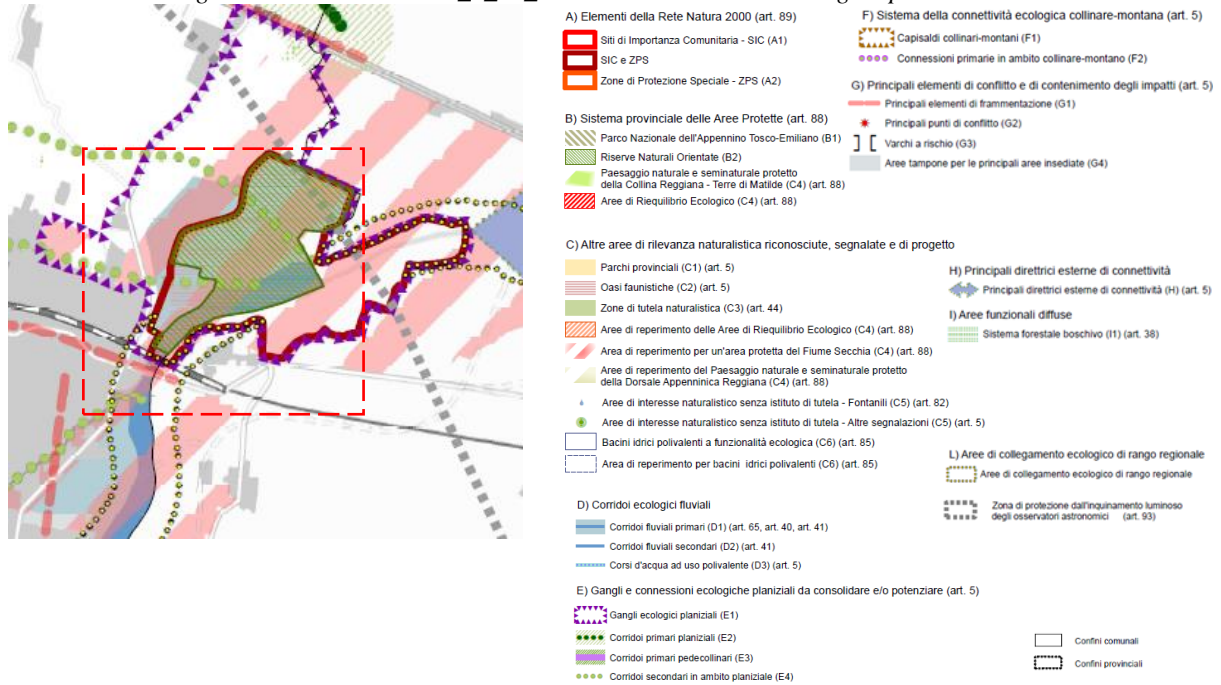 A) Elementi della Rete Natura 2000 (art. 89)
Siti di Importanza Comunitaria - SIC (A1)
SIC e ZPS
Zone di Protezione Speciale - ZPS (A2)
B) Sistema provinciale delle Aree Protette (art. 88)
Parco Nazionale dell'Appennino Tosco-Emiliano (B1)
Riserve Naturali Orientate (B2)
Paesaggio naturale e seminaturale protetto
della Collina Reggiana - Terre di Matilde (C4) (art. 88)
Aree di Riequilibrio Ecologico (C4) (art. 88)
C) Altre aree di rilevanza naturalistica riconosciute, segnalate e di progetto
Parchi provinciali (C1) (art. 5)
Oasi faunistiche (C2) (art. 5)
Zone di tutela naturalistica (C3) (art. 44)
Aree di reperimento delle Aree di Riequilibrio Ecologico (C4) (art. 88)
Area di reperimento per un'area protetta del Fiume Secchia (C4) (art. 88)
Aree di reperimento del Paesaggio naturale e seminaturale protetto
della Dorsale Appenninica Reggiana (C4) (art. 88)
Aree di interesse naturalistico senza istituto di tutela - Fontanili (C5) (art. 82)
Aree di interesse naturalistico senza istituto di tutela - Altre segnalazioni (C5) (art. 5)
Bacini idrici polivalenti a funzionalità ecologica (C6) (art. 85)
Area di reperimento per bacini idrici polivalenti (C6) (art. 85)
D) Corridoi ecologici fluviali
Corridoi fluviali primari (D1) (art. 65, art. 40, art. 41)
Corridoi fluviali secondari (D2) (art. 41)
Corsi d'acqua ad uso polivalente (D3) (art. 5)
E) Gangli e connessioni ecologiche planiziali da consolidare e/o potenziare (art. 5)
Gangli ecologici planiziali (E1)
Corridoi primari planiziali (E2)
Corridoi primari pedecollinari (E3)
Corridoi secondari in ambito planiziale (E4)
F) Sistema della connettività ecologica collinare-montana (art. 5)
Capisaldi collinari-montani (F1)
Connessioni primarie in ambito collinare-montano (F2)
G) Principali elementi di conflitto e di contenimento degli impatti (art. 5)
Principali elementi di frammentazione (G1)
Principali punti di conflitto (G2)
Varchi a rischio (G3)
Aree tampone per le principali aree insediate (G4)
H) Principali direttrici esterne di connettività
Principali direttrici esterne di connettività (H) (art. 5)
I) Aree funzionali diffuse
Sistema forestale boschivo (I1) (art. 38)
L) Aree di collegamento ecologico di rango regionale
Aree di collegamento ecologico di rango regionale
Zona di protezione dall'inquinamento luminoso
degli osservatori astronomici (art. 93)
Confini comunali
Confini provinciali